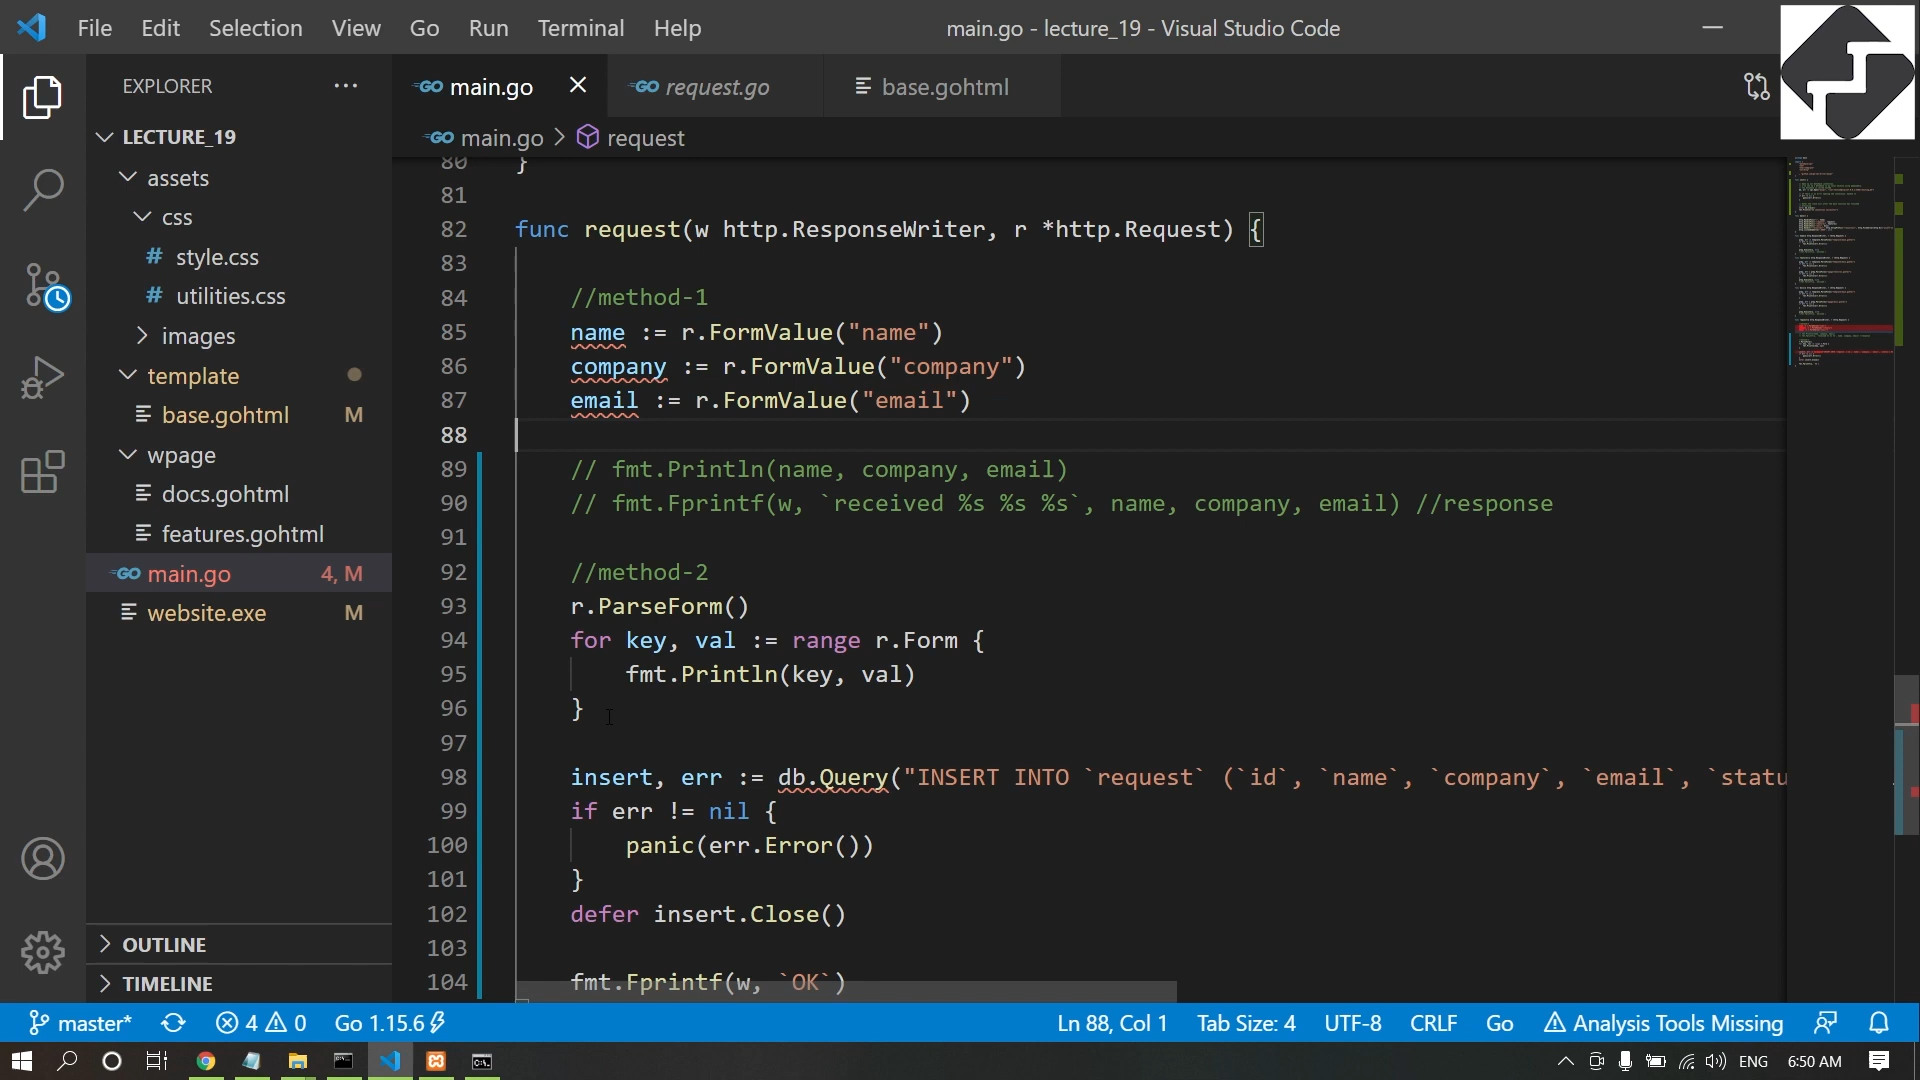 File Edit Selection View Go Run Terminal Help
main.go - lecture_19 - Visual Studio Code
EXPLORER
main.go
request.go
base.gohtml
LECTURE_19
main.go > request
assets
css
style.css
utilities.css
images
template
base.gohtml M
wpage
docs.gohtml
features.gohtml
main.go 4, M
website.exe M
OUTLINE
TIMELINE
80 }
81
82 func request(w http.ResponseWriter, r *http.Request) {
83
84 //method-1
85 name := r.FormValue("name")
86 company := r.FormValue("company")
87 email := r.FormValue("email")
88
89 // fmt.Println(name, company, email)
90 // fmt.Fprintf(w, `received %s %s %s`, name, company, email) //response
91
92 //method-2
93 r.ParseForm()
94 for key, val := range r.Form {
95 fmt.Println(key, val)
96 }
97
98 insert, err := db.Query("INSERT INTO `request` (`id`, `name`, `company`, `email`, `statu
99 if err != nil {
100 panic(err.Error())
101 }
102 defer insert.Close()
103
104 fmt.Fprintf(w, `OK`)
master* 4 0 Go 1.15.6 Ln 88, Col 1 Tab Size: 4 UTF-8 CRLF Go Analysis Tools Missing
ENG 6:50 AM